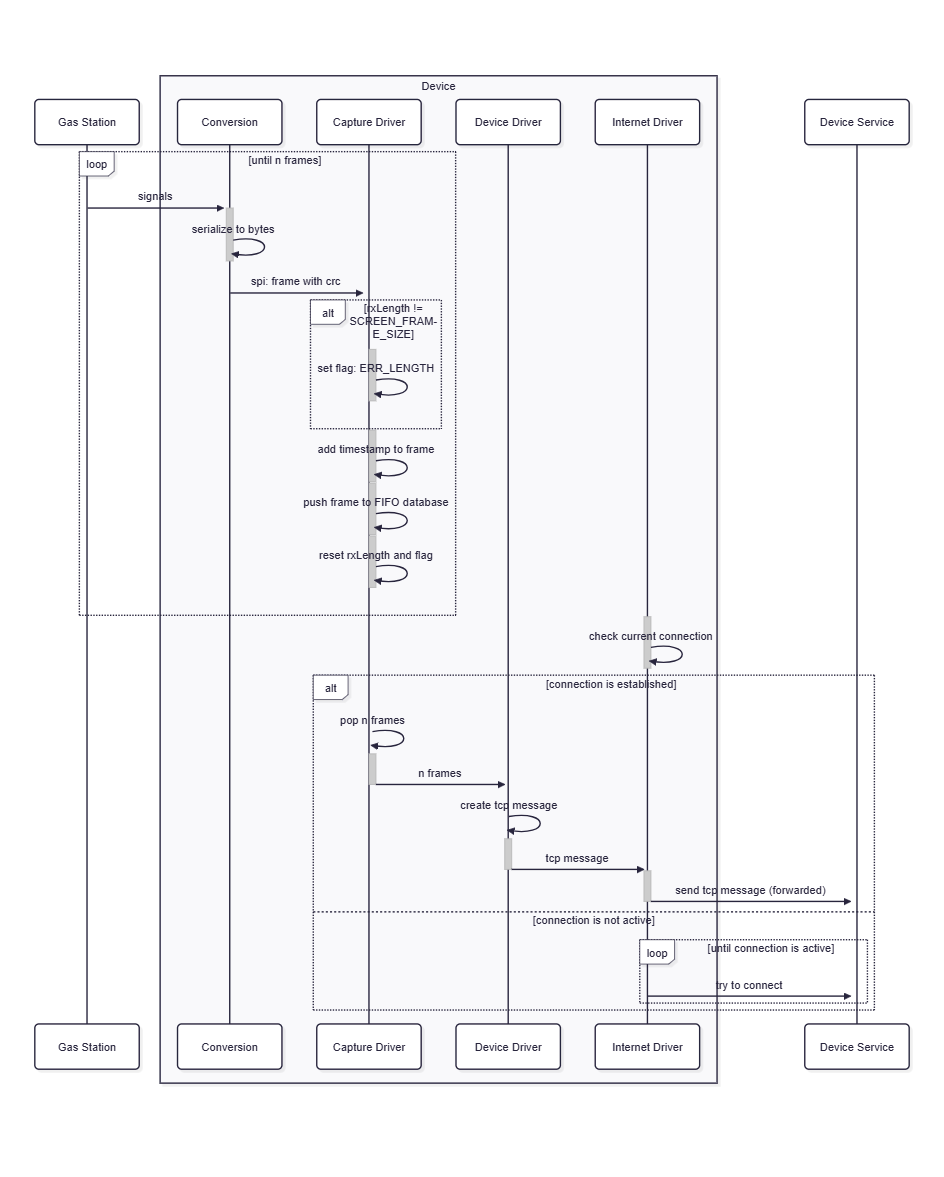 Device
Gas Station
Conversion
Capture Driver
Device Driver
Internet Driver
Device Service
loop
[until n frames]
signals
serialize to bytes
spi: frame with crc
alt
[rxLength !=
SCREEN_FRAM-
E_SIZE]
set flag: ERR_LENGTH
add timestamp to frame
push frame to FIFO database
reset rxLength and flag
check current connection
alt
[connection is established]
pop n frames
n frames
create tcp message
tcp message
send tcp message (forwarded)
[connection is not active]
loop
[until connection is active]
try to connect
Gas Station
Conversion
Capture Driver
Device Driver
Internet Driver
Device Service